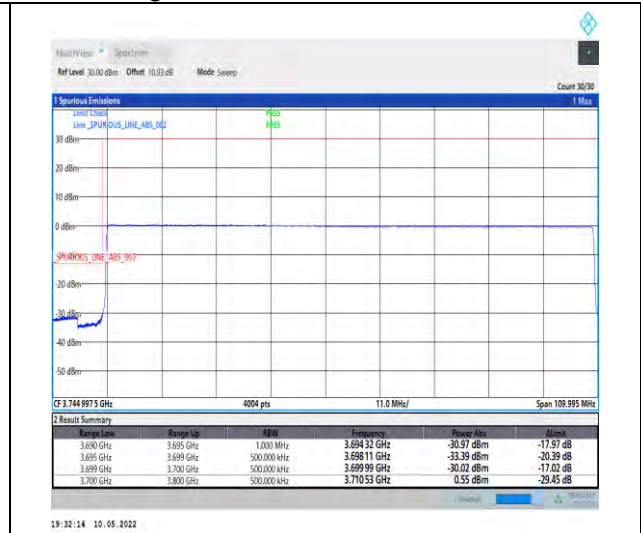 MultiView Spectrum
Ref Level 30.00 dBm Offset 10.93 dB Mode Sweep
Count 30/30
1 Spurious Emissions 1 Max
Limit Check PASS
Line _SPURIOUS_LINE_ABS_002 PASS
30 dBm
20 dBm
10 dBm
0 dBm
_SPURIOUS_LINE_ABS_002
-20 dBm
-30 dBm
-40 dBm
-50 dBm
CF 3.744 997 5 GHz 4004 pts 11.0 MHz/ Span 109.995 MHz
2 Result Summary
Range Low Range Up RBW Frequency Power Abs ΔLimit
3.690 GHz 3.695 GHz 1.000 MHz 3.694 32 GHz -30.97 dBm -17.97 dB
3.695 GHz 3.699 GHz 500.000 kHz 3.698 11 GHz -33.39 dBm -20.39 dB
3.699 GHz 3.700 GHz 500.000 kHz 3.699 99 GHz -30.02 dBm -17.02 dB
3.700 GHz 3.800 GHz 500.000 kHz 3.710 53 GHz 0.55 dBm -29.45 dB
19:32:14 10.05.2022